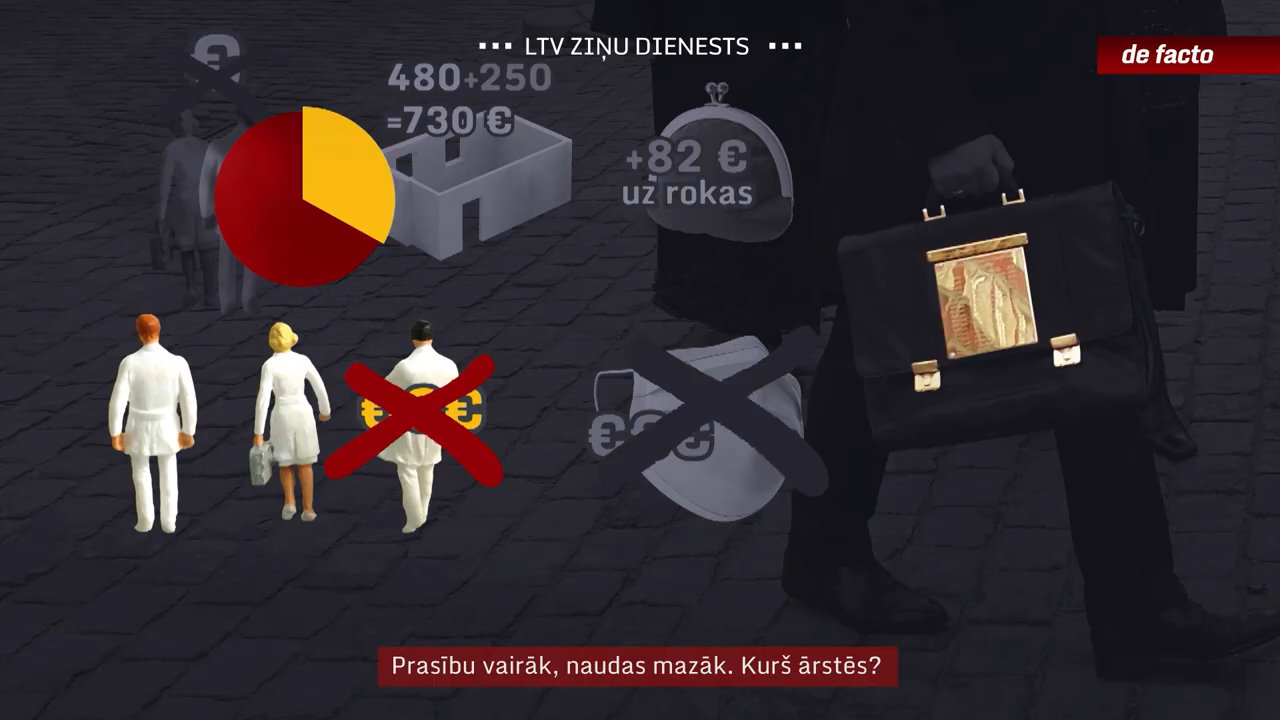 LTV ZIŅU DIENESTS
de facto
€
480+250
=730 €
+82 €
uz rokas
Prasību vairāk, naudas mazāk. Kurš ārstēs?